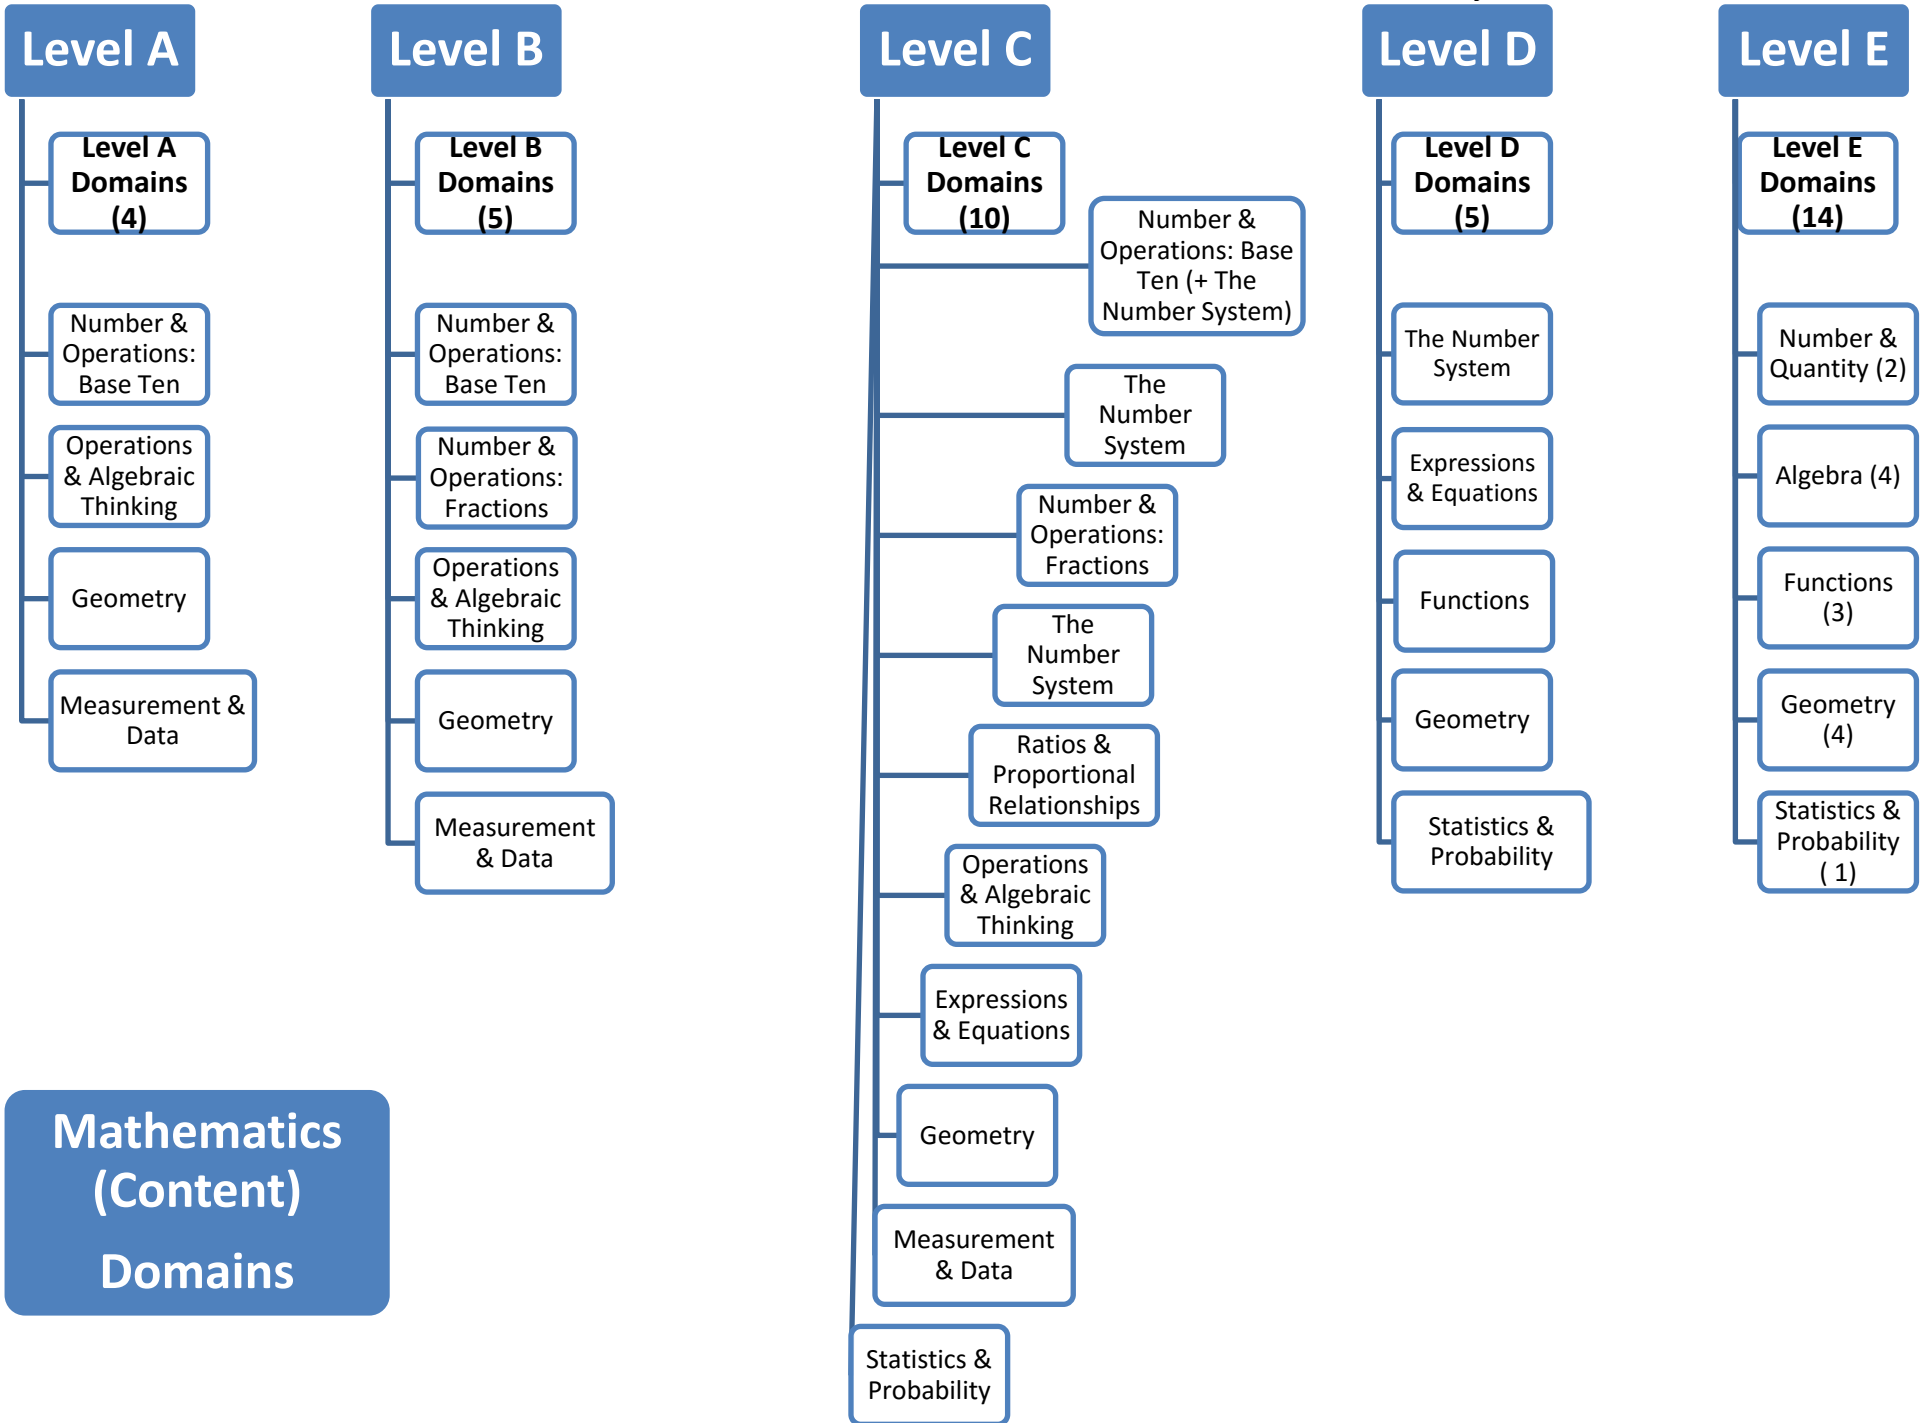 Level A
Level A
Domains
(4)
Number &
Operations:
Base Ten
Operations
& Algebraic
Thinking
Geometry
Measurement &
Data
Level B
Level B
Domains
(5)
Number &
Operations:
Base Ten
Number &
Operations:
Fractions
Operations
& Algebraic
Thinking
Geometry
Measurement
& Data
Level C
Level C
Domains
(10)
Number &
Operations: Base
Ten (+ The
Number System)
The
Number
System
Number &
Operations:
Fractions
The
Number
System
Ratios &
Proportional
Relationships
Operations
& Algebraic
Thinking
Expressions
& Equations
Geometry
Measurement
& Data
Statistics &
Probability
Level D
Level D
Domains
(5)
The Number
System
Expressions
& Equations
Functions
Geometry
Statistics &
Probability
Level E
Level E
Domains
(14)
Number &
Quantity (2)
Algebra (4)
Functions
(3)
Geometry
(4)
Statistics &
Probability
( 1)
Mathematics
(Content)
Domains